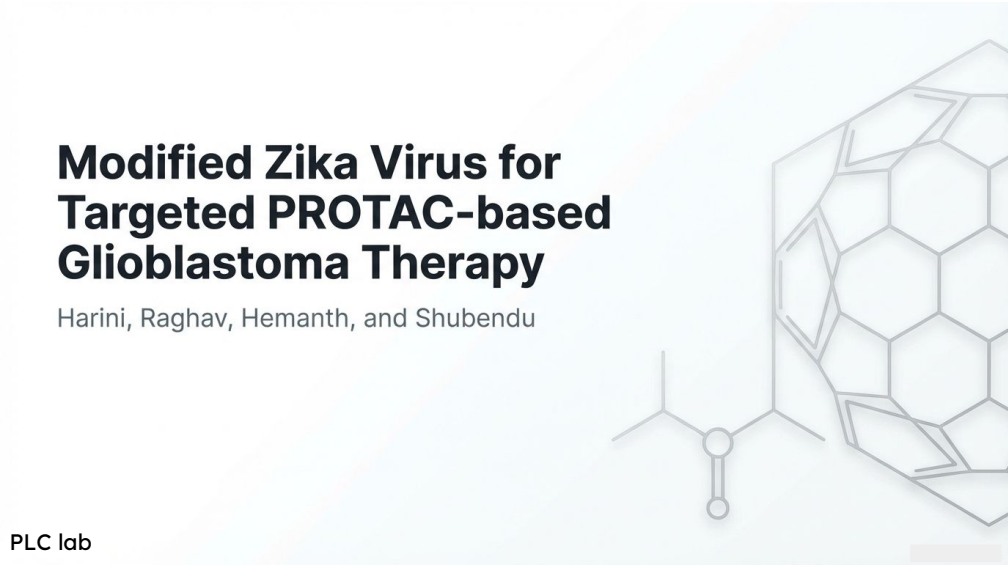 Modified Zika Virus for
Targeted PROTAC-based
Glioblastoma Therapy
Harini, Raghav, Hemanth, and Shubendu
PLC lab